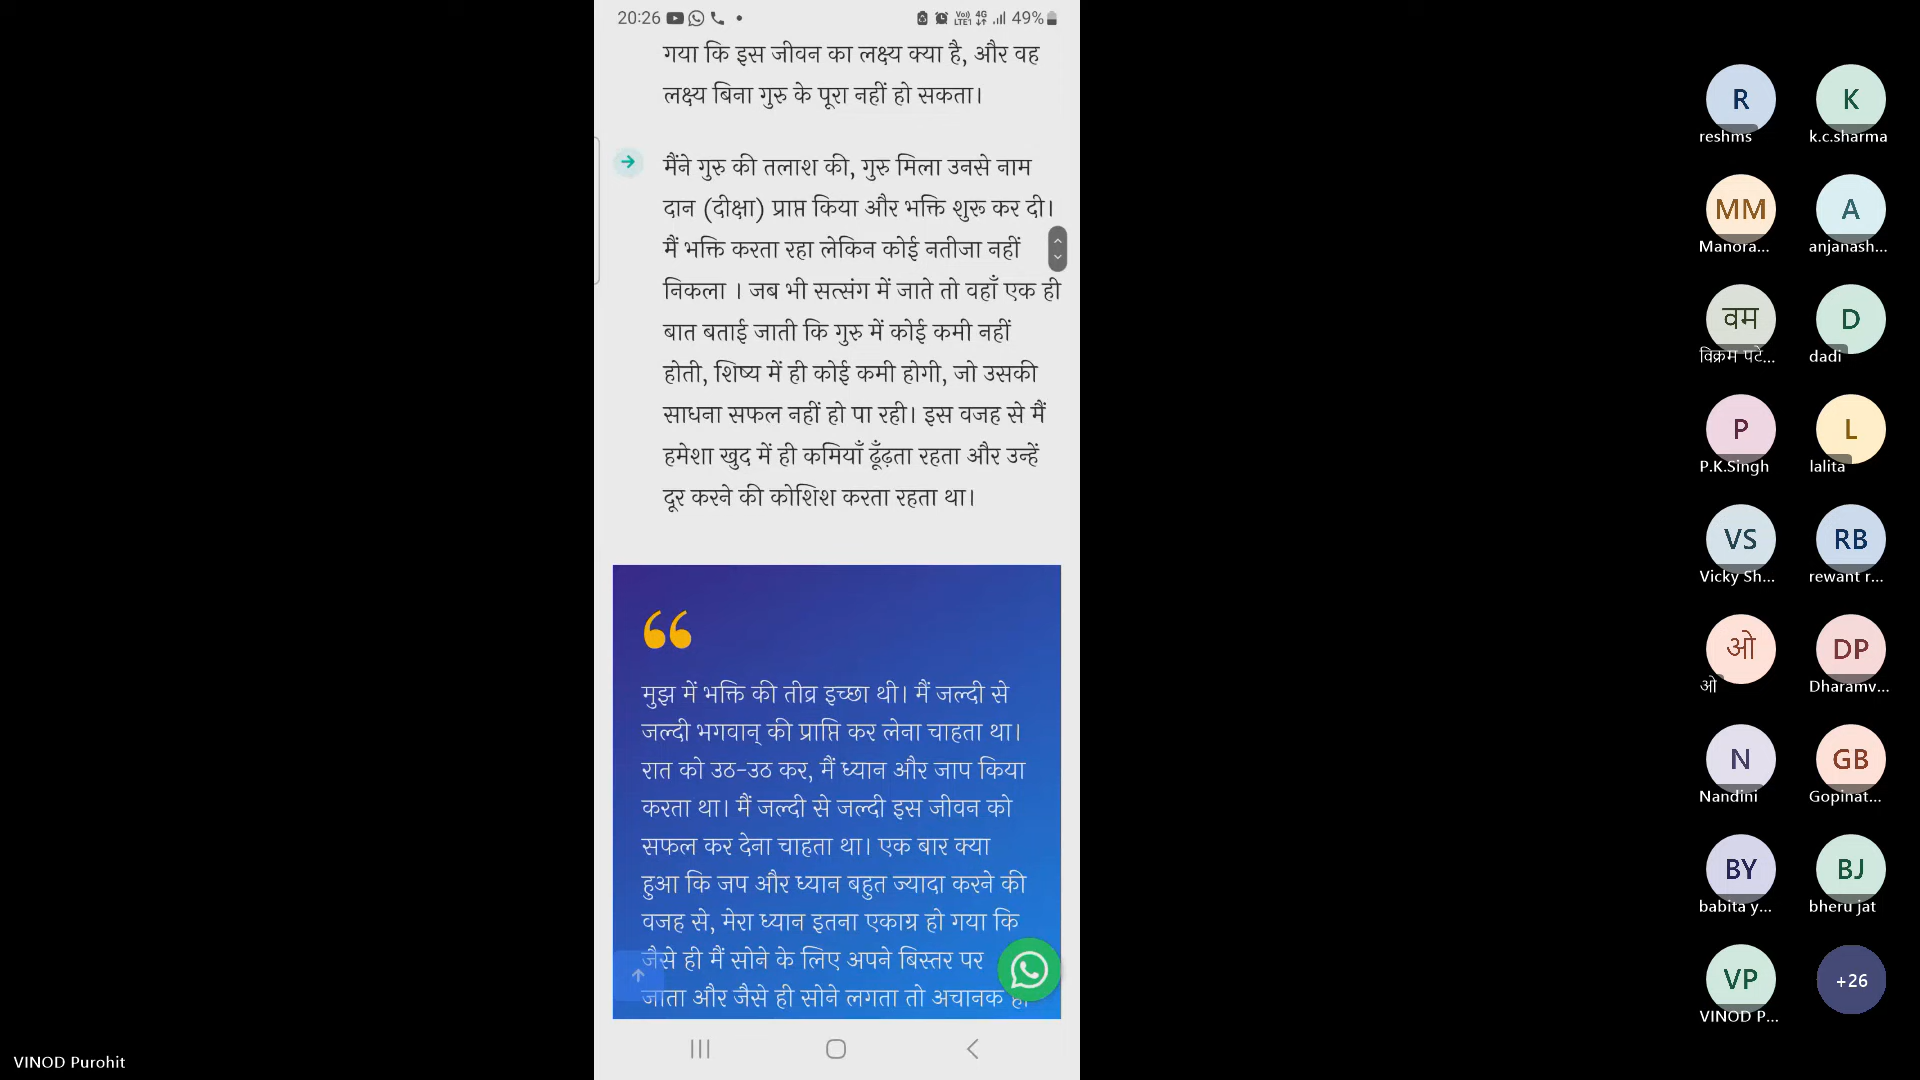 20:26
VoLTE1 4G 49%
गया कि इस जीवन का लक्ष्य क्या है, और वह
लक्ष्य बिना गुरु के पूरा नहीं हो सकता।
मैंने गुरु की तलाश की, गुरु मिला उनसे नाम
दान (दीक्षा) प्राप्त किया और भक्ति शुरू कर दी।
मैं भक्ति करता रहा लेकिन कोई नतीजा नहीं
निकला । जब भी सत्संग में जाते तो वहाँ एक ही
बात बताई जाती कि गुरु में कोई कमी नहीं
होती, शिष्य में ही कोई कमी होगी, जो उसकी
साधना सफल नहीं हो पा रही। इस वजह से मैं
हमेशा खुद में ही कमियाँ ढूँढ़ता रहता और उन्हें
दूर करने की कोशिश करता रहता था।
“
मुझ में भक्ति की तीव्र इच्छा थी। मैं जल्दी से
जल्दी भगवान् की प्राप्ति कर लेना चाहता था।
रात को उठ-उठ कर, मैं ध्यान और जाप किया
करता था। मैं जल्दी से जल्दी इस जीवन को
सफल कर देना चाहता था। एक बार क्या
हुआ कि जप और ध्यान बहुत ज्यादा करने की
वजह से, मेरा ध्यान इतना एकाग्र हो गया कि
जैसे ही मैं सोने के लिए अपने बिस्तर पर
जाता और जैसे ही सोने लगता तो अचानक
VINOD Purohit
R K
reshms k.c.sharma
MM A
Manora... anjanash...
वम D
विक्रम पटे... dadi
P L
P.K.Singh lalita
VS RB
Vicky Sh... rewant r...
ओ DP
ओ Dharamv...
N GB
Nandini Gopinat...
BY BJ
babita y... bheru jat
VP +26
VINOD P...